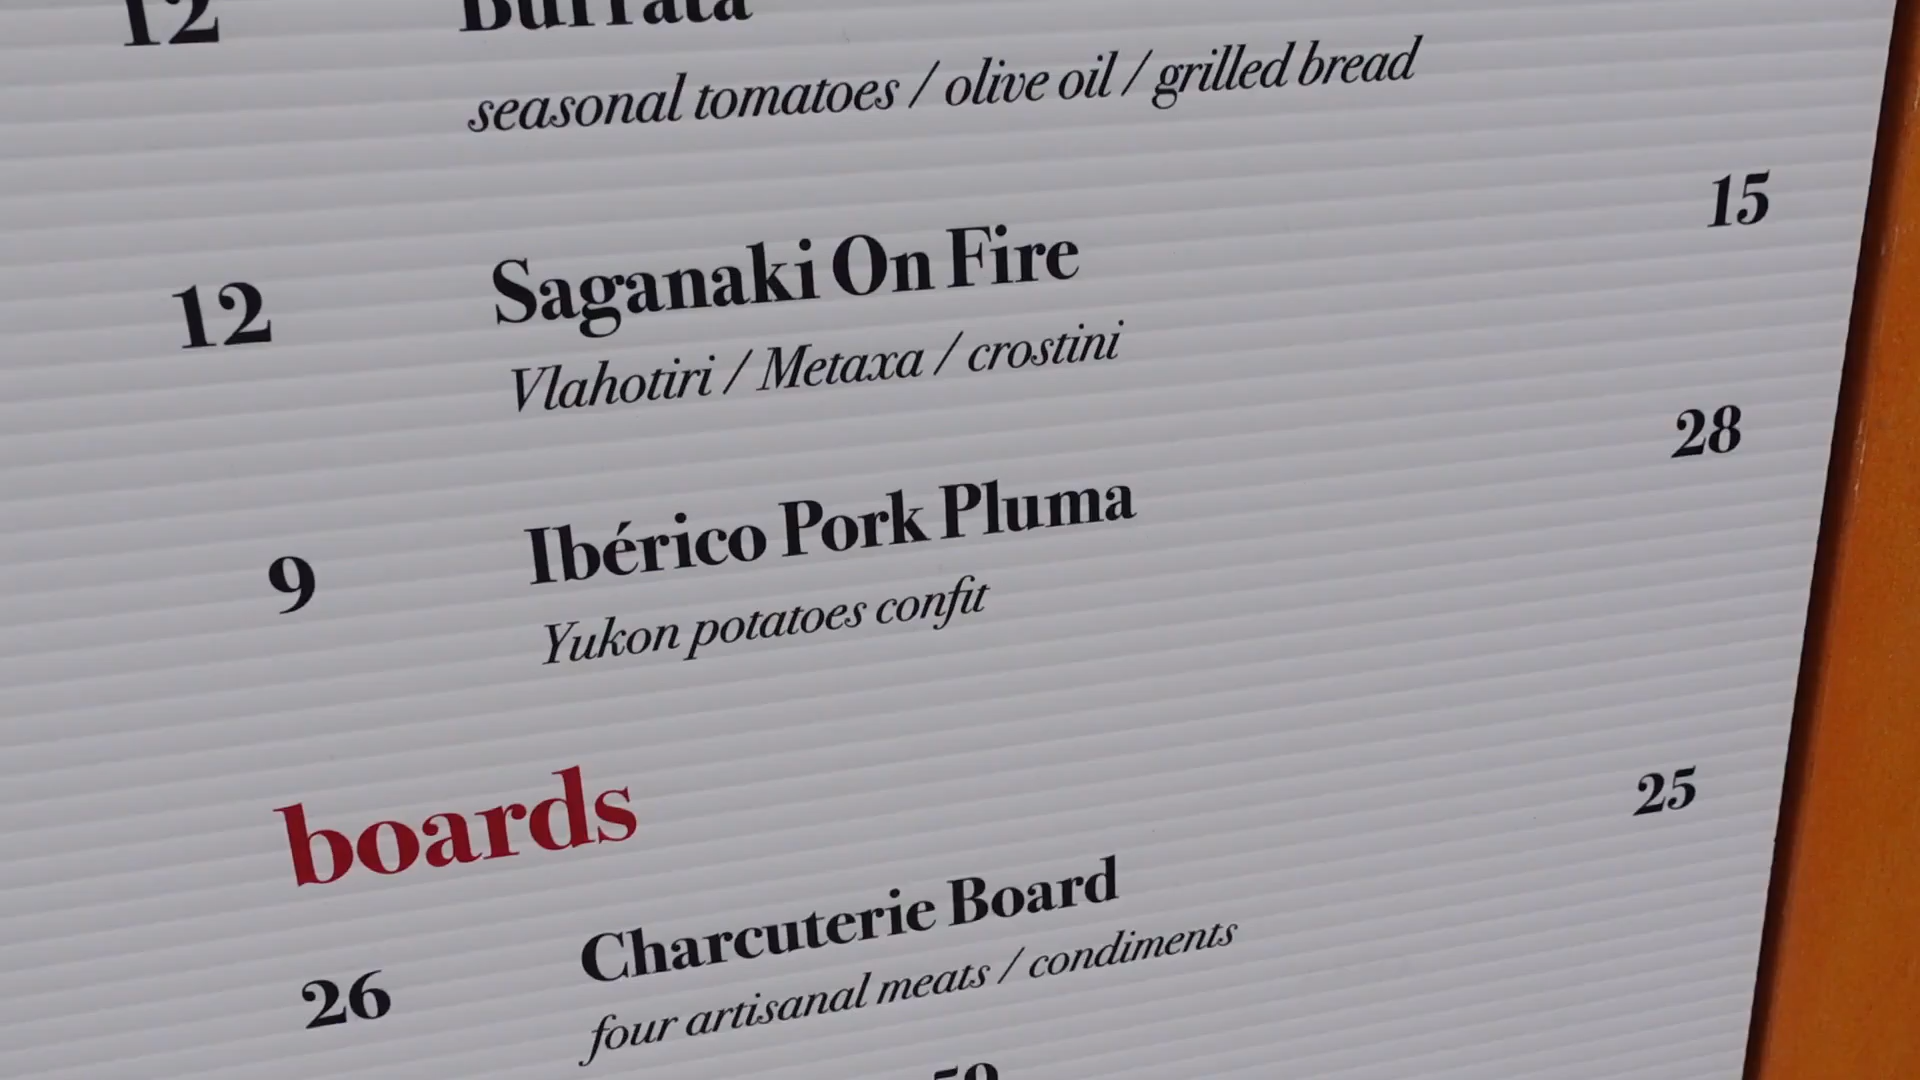 12
Burrata
seasonal tomatoes / olive oil / grilled bread
12
Saganaki On Fire
15
Vlahotiri / Metaxa / crostini
9
Ibérico Pork Pluma
28
Yukon potatoes confit
boards
26
Charcuterie Board
25
four artisanal meats / condiments